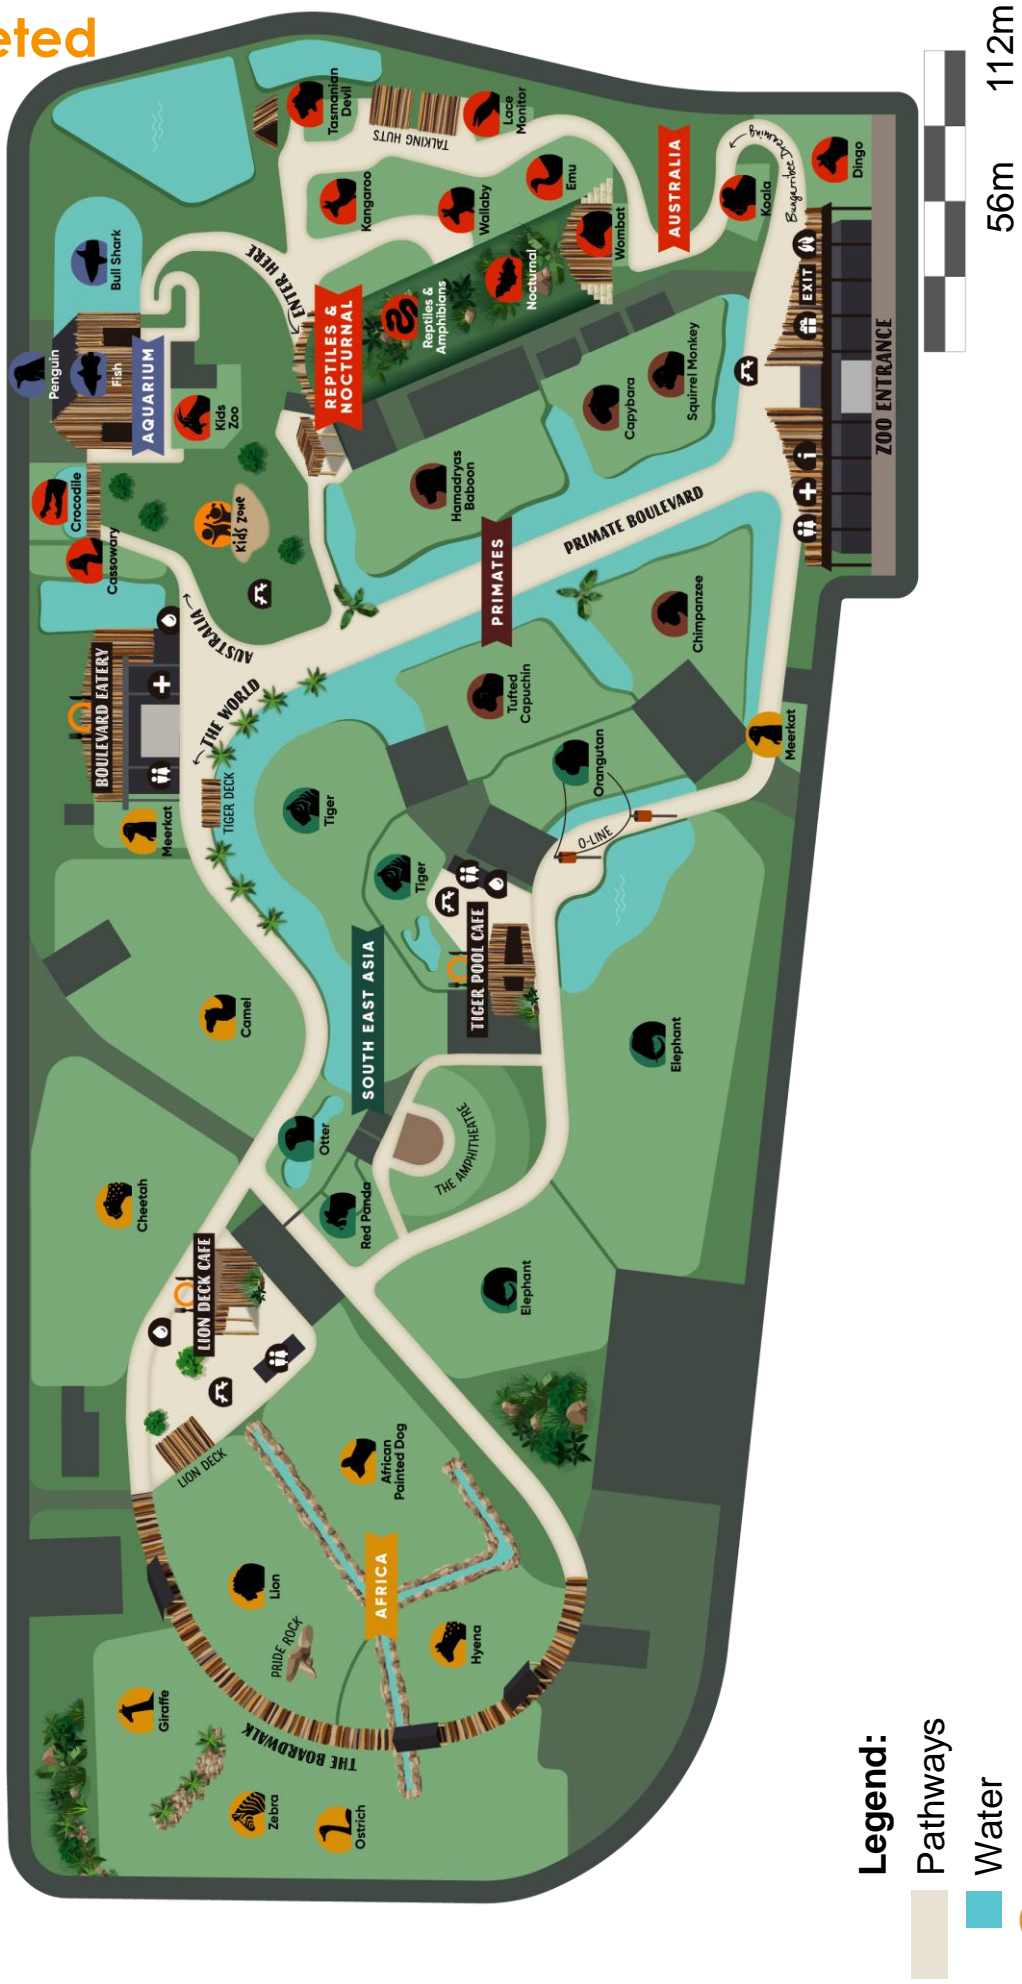 eted
Tasmanian
Devil
TALKING HUTS
Lace
Monitor
Kangaroo
Wallaby
Emu
AUSTRALIA
Koala
Bungarribee Dreaming
Dingo
Wombat
Nocturnal
Reptiles &
Amphibians
REPTILES &
NOCTURNAL
ENTER HERE
Bull Shark
Penguin
Fish
AQUARIUM
Kids
Zoo
Kids Zone
Crocodile
Cassowary
EXIT
ZOO ENTRANCE
Squirrel Monkey
Capybara
Hamadryas
Baboon
PRIMATE BOULEVARD
PRIMATES
Chimpanzee
Tufted
Capuchin
AUSTRALIA
THE WORLD
BOULEVARD EATERY
TIGER DECK
Meerkat
Tiger
Tiger
Orangutan
O-LINE
Meerkat
TIGER POOL CAFE
SOUTH EAST ASIA
Camel
Elephant
Otter
THE AMPHITHEATRE
Red Panda
Cheetah
LION DECK CAFE
Elephant
LION DECK
African
Painted Dog
AFRICA
Lion
PRIDE ROCK
Hyena
THE BOARDWALK
Giraffe
Zebra
Ostrich
56m
112m
Legend:
Pathways
Water